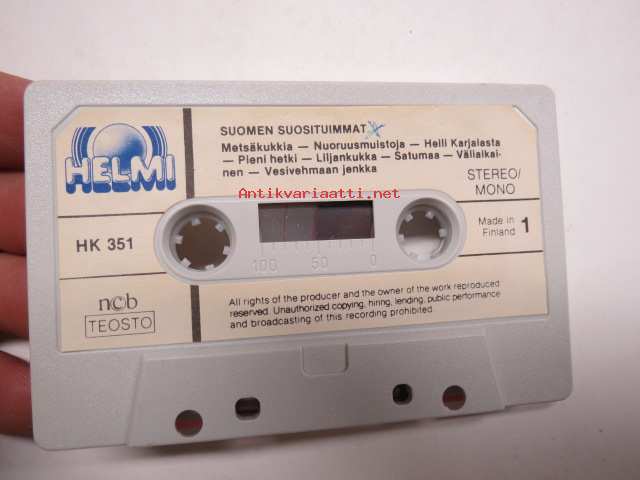 HELMI
SUOMEN SUOSITUIMMAT
Metsäkukkia — Nuoruusmuistoja — Helli Karjalasta
— Pieni hetki — Liljankukka — Satumaa — Väliaikai-
nen — Vesivehmaan jenkka
STEREO/
MONO
Antikvariaatti.net
HK 351
Made in
Finland 1
100 50 0
ncb
TEOSTO
All rights of the producer and the owner of the work reproduced
reserved. Unauthorized copying, hiring, lending, public performance
and broadcasting of this recording prohibited.